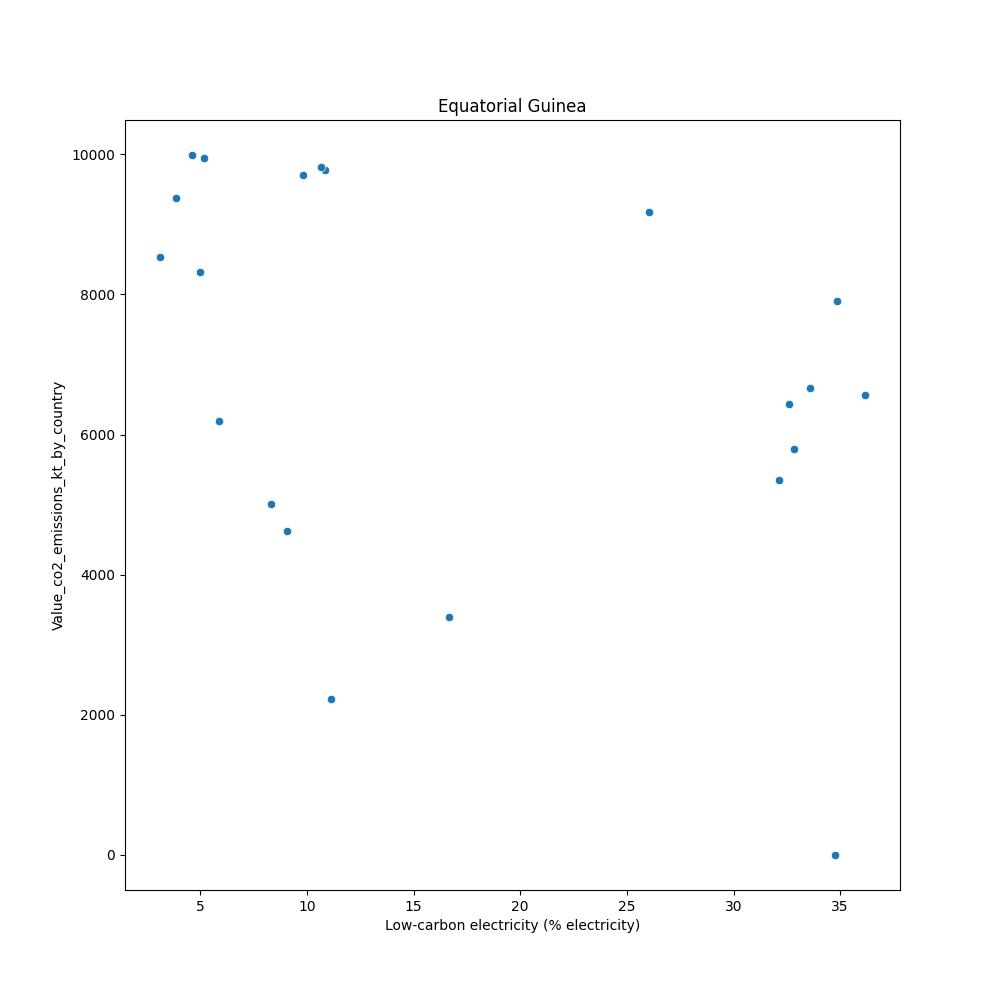 Equatorial Guinea
10000
8000
6000
4000
2000
0
Value_co2_emissions_kt_by_country
5 10 15 20 25 30 35
Low-carbon electricity (% electricity)